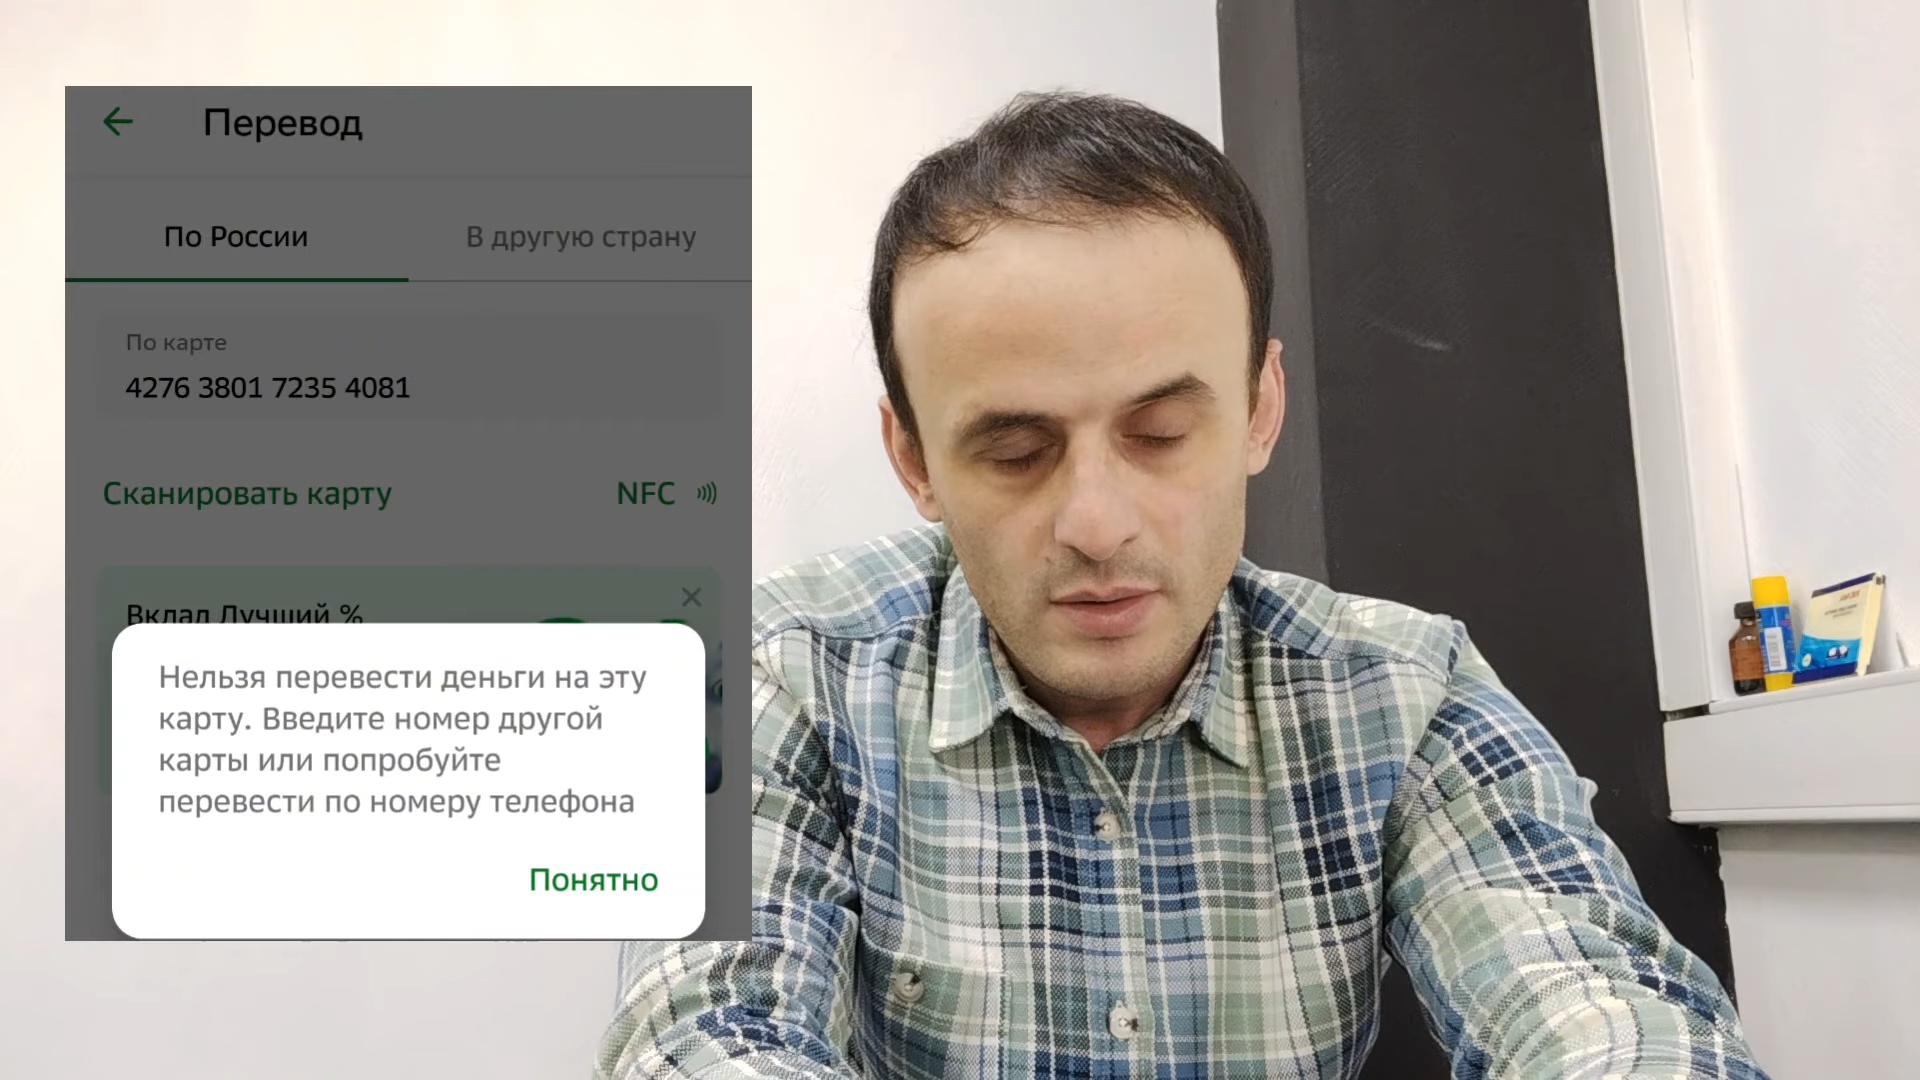 Перевод
По России
В другую страну
По карте
4276 3801 7235 4081
Сканировать карту
NFC
Вклад Лучший %
Нельзя перевести деньги на эту
карту. Введите номер другой
карты или попробуйте
перевести по номеру телефона
Понятно